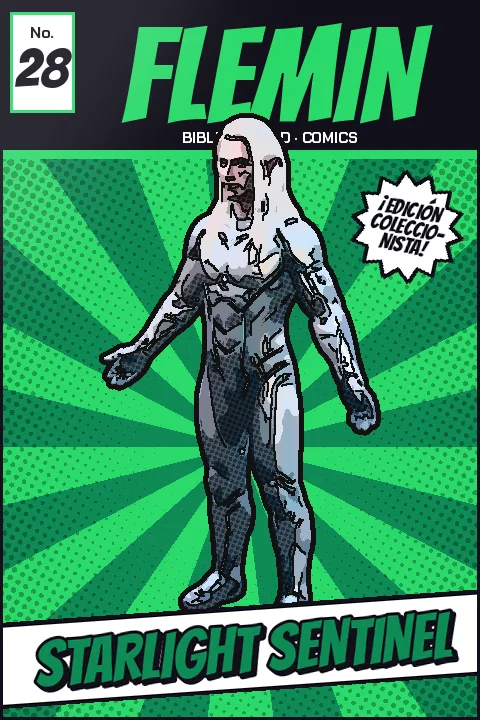 No.
28
FLEMIN
· COMICS
¡EDICIÓN
COLECCIO-
NISTA!
STARLIGHT SENTINEL